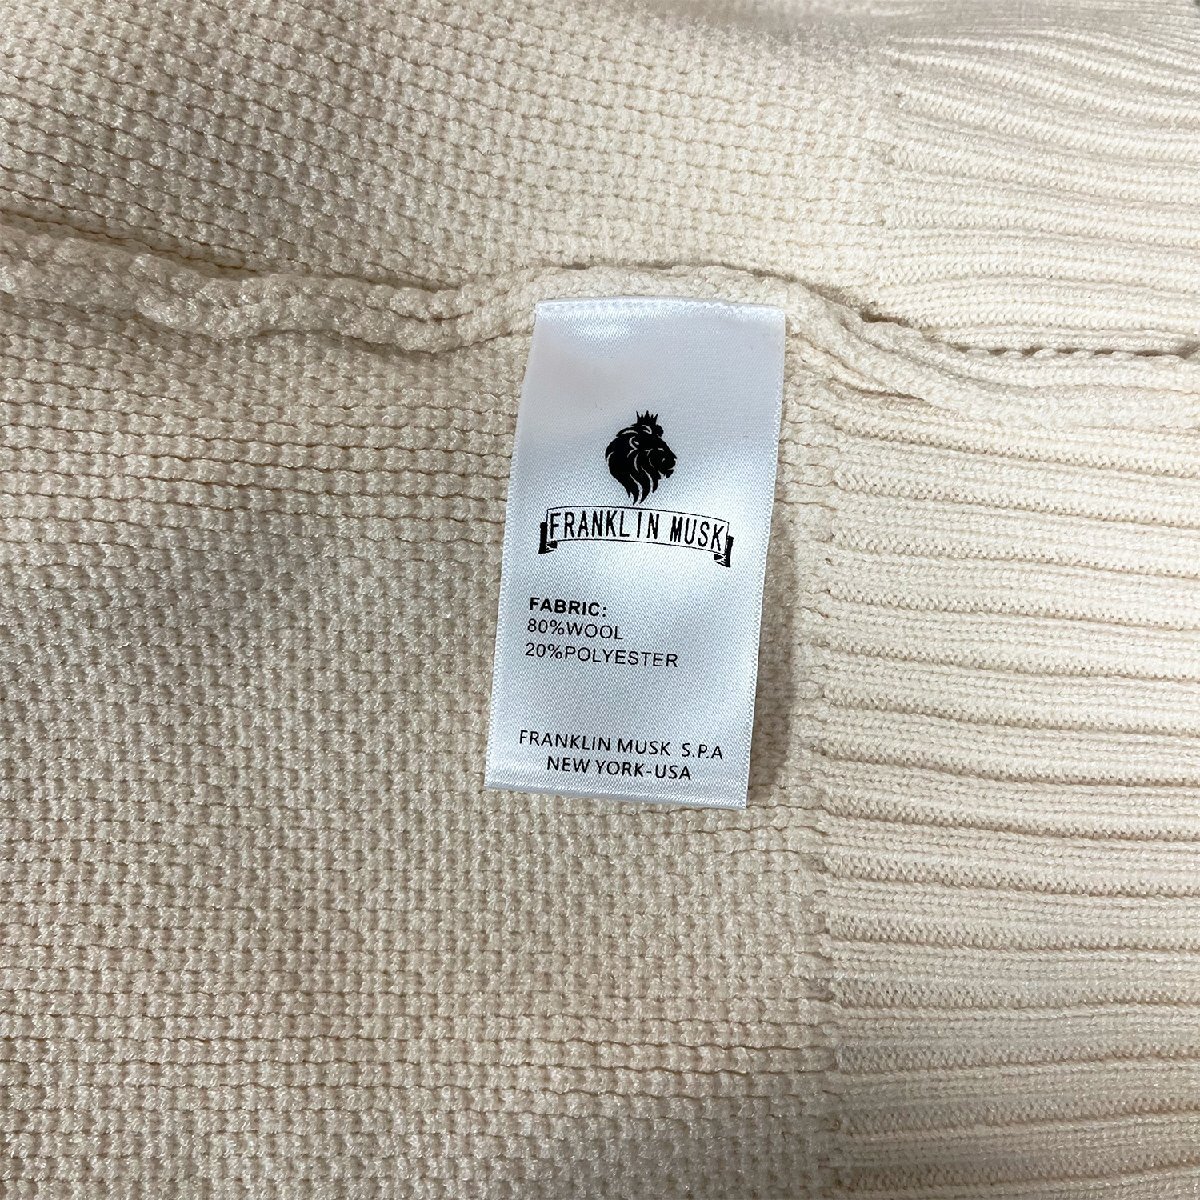 FRANKLIN MUSK
FABRIC:
80%WOOL
20%POLYESTER
FRANKLIN MUSK S.P.A
NEW YORK-USA